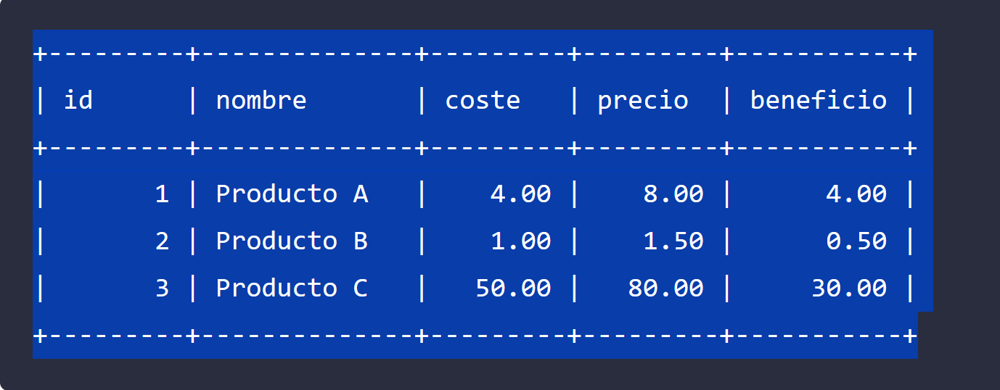 +---------+--------------+---------+---------+-----------+
| id      | nombre       | coste   | precio  | beneficio |
+---------+--------------+---------+---------+-----------+
|       1 | Producto A   |    4.00 |    8.00 |      4.00 |
|       2 | Producto B   |    1.00 |    1.50 |      0.50 |
|       3 | Producto C   |   50.00 |   80.00 |     30.00 |
+---------+--------------+---------+---------+-----------+